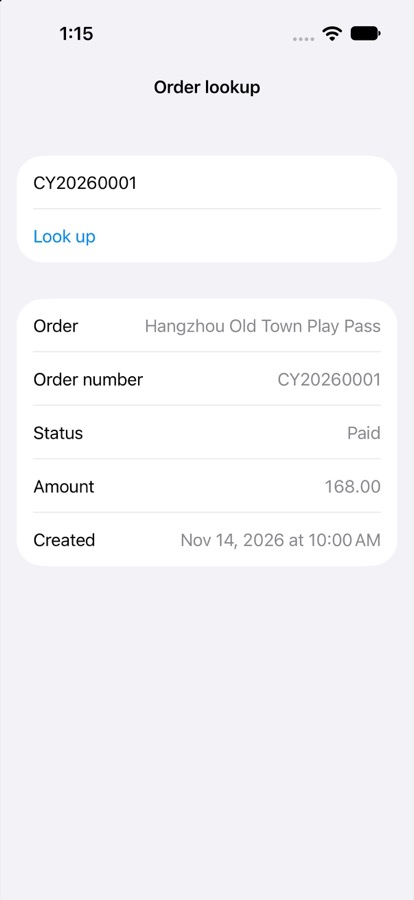 1:15
Order lookup
CY20260001
Look up
Order Hangzhou Old Town Play Pass
Order number CY20260001
Status Paid
Amount 168.00
Created Nov 14, 2026 at 10:00 AM